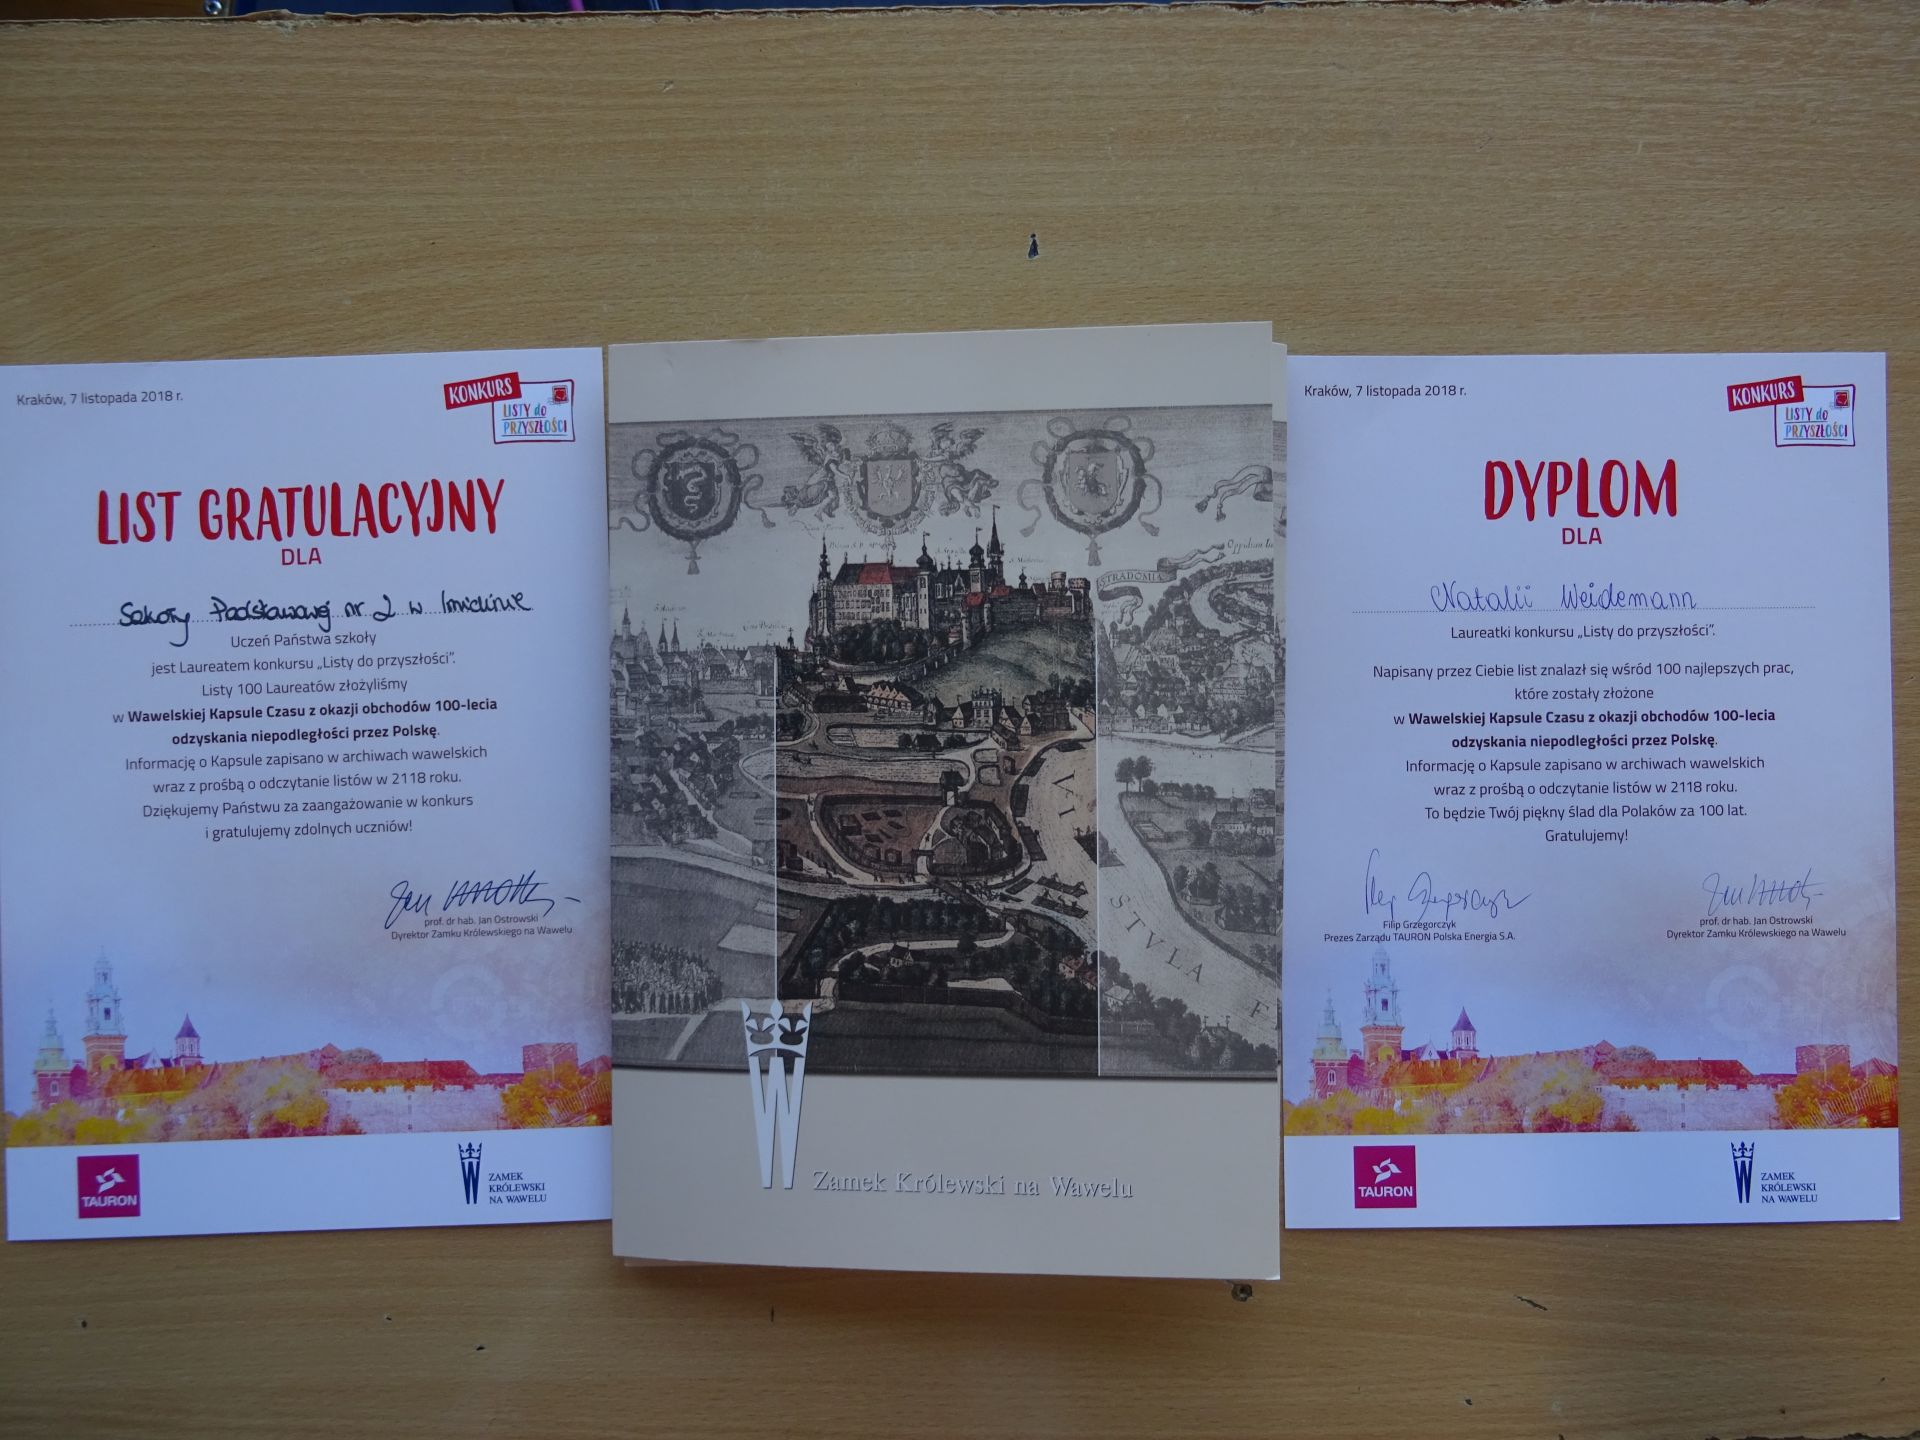 Kraków, 7 listopada 2018 r.
KONKURS
LISTY do
PRZYSZŁOŚCI
LIST GRATULACYJNY
DLA
Szkoły Podstawowej nr 2 w Imielinie
Uczeń Państwa szkoły
jest Laureatem konkursu „Listy do przyszłości”.
Listy 100 Laureatów złożyliśmy
w Wawelskiej Kapsule Czasu z okazji obchodów 100-lecia
odzyskania niepodległości przez Polskę.
Informację o Kapsule zapisano w archiwach wawelskich
wraz z prośbą o odczytanie listów w 2118 roku.
Dziękujemy Państwu za zaangażowanie w konkurs
i gratulujemy zdolnych uczniów!
prof. dr hab. Jan Ostrowski
Dyrektor Zamku Królewskiego na Wawelu
TAURON
ZAMEK
KRÓLEWSKI
NA WAWELU
STRADOMIA
VI
STVLA
Zamek Królewski na Wawelu
Kraków, 7 listopada 2018 r.
KONKURS
LISTY do
PRZYSZŁOŚCI
DYPLOM
DLA
Natalii Weidemann
Laureatki konkursu „Listy do przyszłości”.
Napisany przez Ciebie list znalazł się wśród 100 najlepszych prac,
które zostały złożone
w Wawelskiej Kapsule Czasu z okazji obchodów 100-lecia
odzyskania niepodległości przez Polskę.
Informację o Kapsule zapisano w archiwach wawelskich
wraz z prośbą o odczytanie listów w 2118 roku.
To będzie Twój piękny ślad dla Polaków za 100 lat.
Gratulujemy!
Filip Grzegorczyk
Prezes Zarządu TAURON Polska Energia S.A.
prof. dr hab. Jan Ostrowski
Dyrektor Zamku Królewskiego na Wawelu
TAURON
ZAMEK
KRÓLEWSKI
NA WAWELU